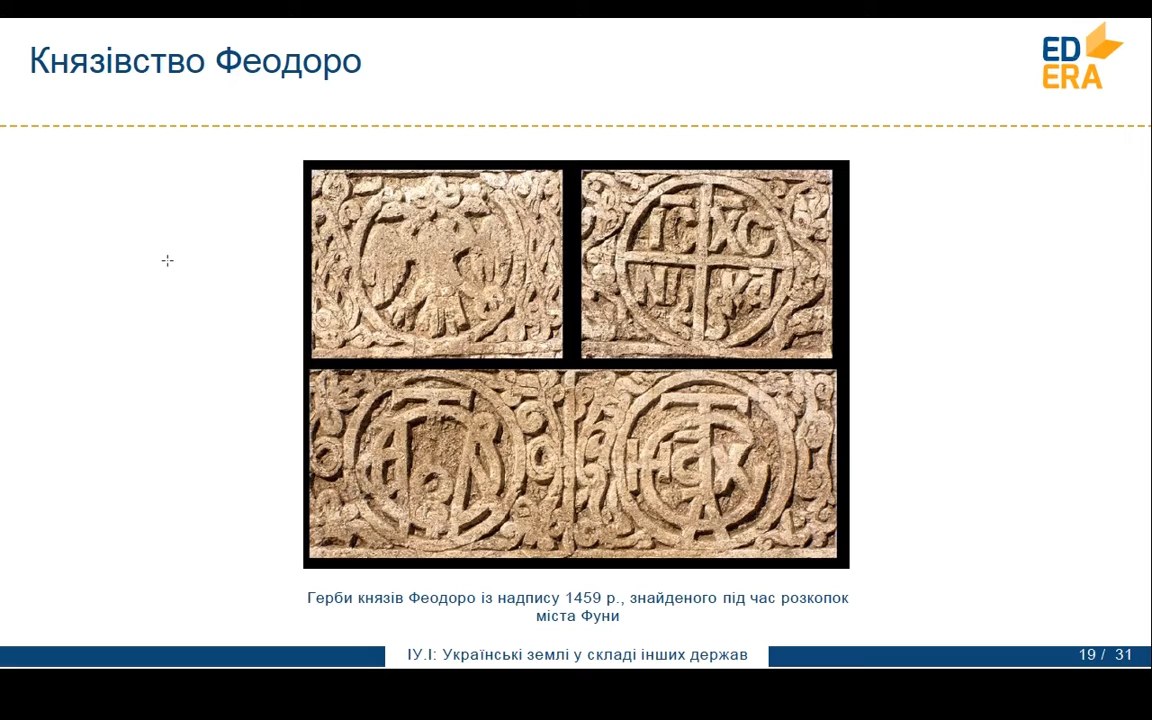 Князівство Феодоро
ED
ERA
ІС ХС
NI KA
Герби князів Феодоро із надпису 1459 р., знайденого під час розкопок
міста Фуни
ІУ.І: Українські землі у складі інших держав
19 / 31